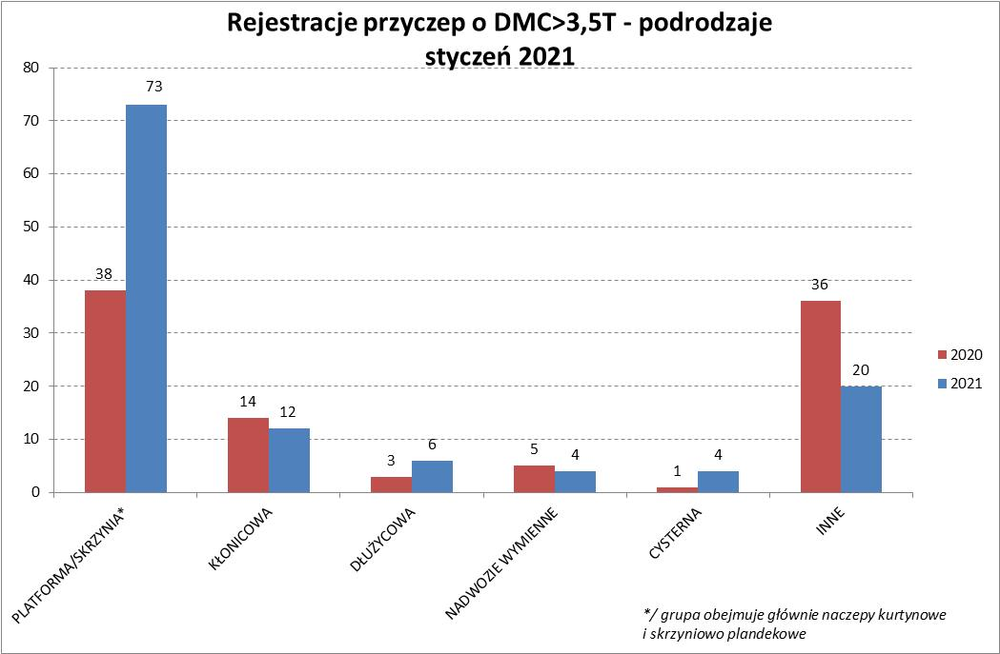 Rejestracje przyczep o DMC>3,5T - podrodzaje
styczeń 2021
80
70
60
50
40
30
20
10
0
38
73
14
12
3
6
5
4
1
4
36
20
PLATFORMA/SKRZYNIA*
KŁONICOWA
DŁUŻYCOWA
NADWOZIE WYMIENNE
CYSTERNA
INNE
2020
2021
*/ grupa obejmuje głównie naczepy kurtynowe
i skrzyniowo plandekowe